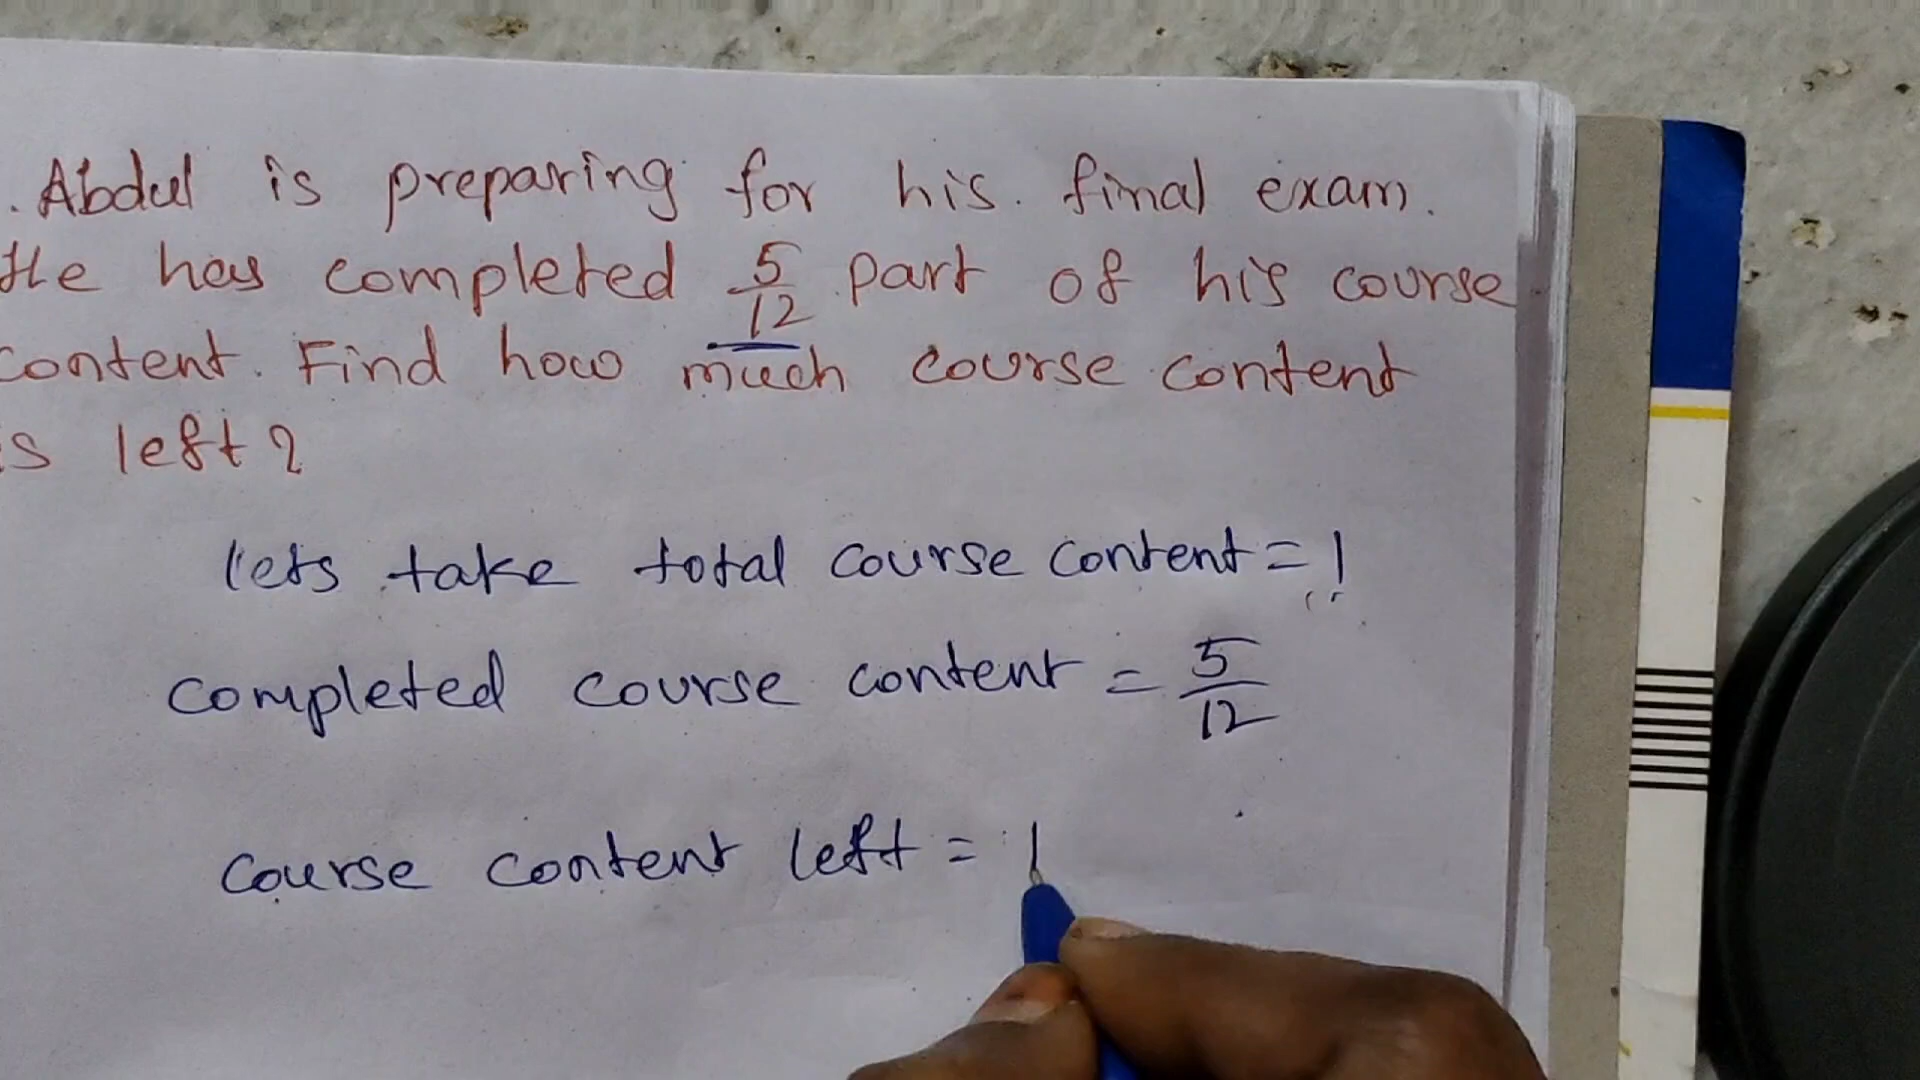 . Abdul is preparing for his final exam.
He has completed 5/12 part of his course
content. Find how much course content
is left?
lets take total course content = 1
completed course content = 5/12
course content left = 1